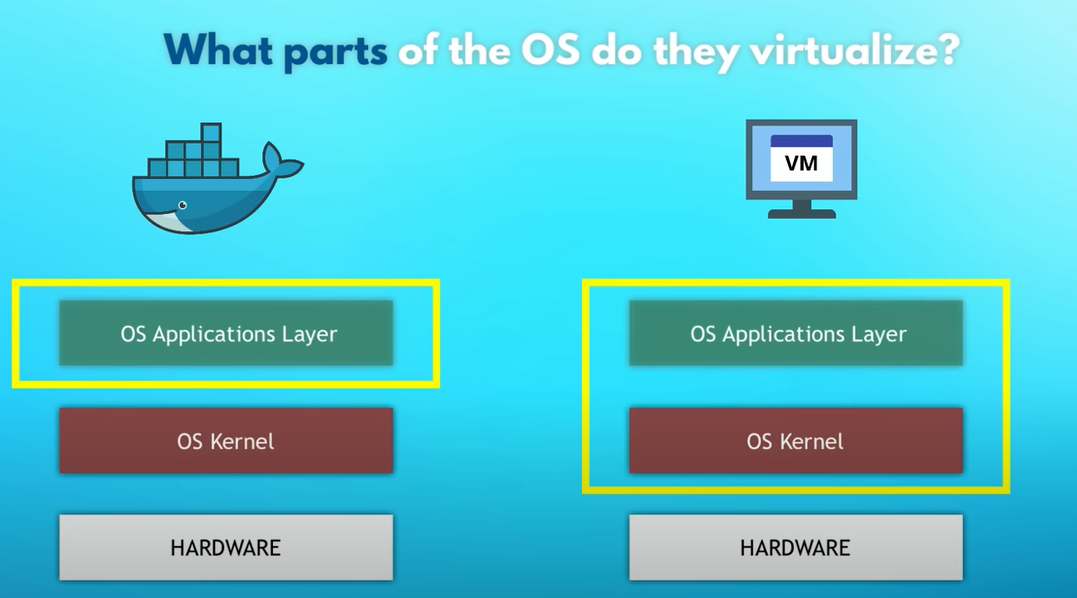 What parts of the OS do they virtualize?
VM
OS Applications Layer
OS Applications Layer
OS Kernel
OS Kernel
HARDWARE
HARDWARE